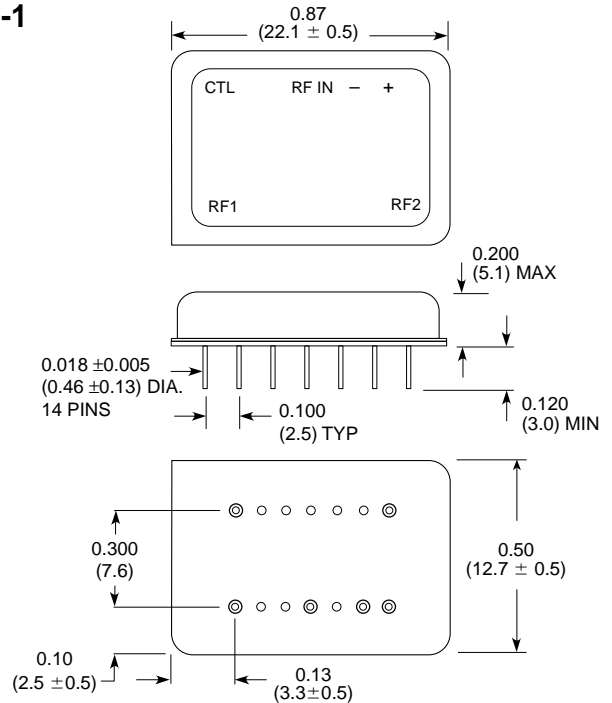 -1
0.87
(22.1 ± 0.5)
CTL RF IN − +
RF1 RF2
0.200
(5.1) MAX
0.018 ±0.005
(0.46 ±0.13) DIA.
14 PINS
0.100
(2.5) TYP
0.120
(3.0) MIN
0.300
(7.6)
0.50
(12.7 ± 0.5)
0.10
(2.5 ±0.5)
0.13
(3.3±0.5)